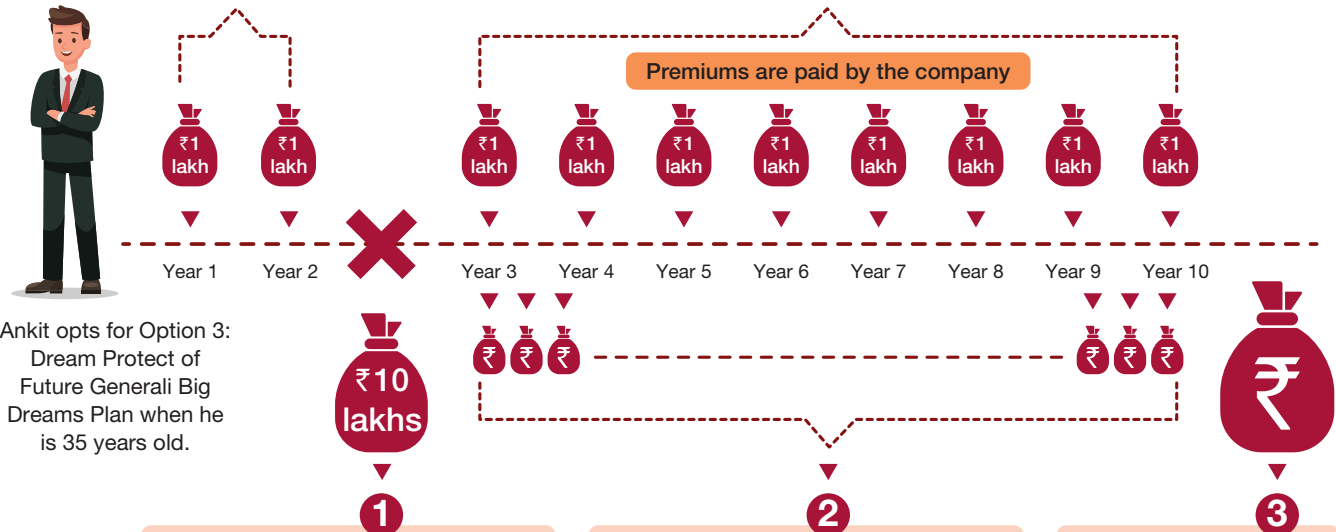 Premiums are paid by the company
₹1 lakh
₹1 lakh
₹1 lakh
₹1 lakh
₹1 lakh
₹1 lakh
₹1 lakh
₹1 lakh
₹1 lakh
₹1 lakh
Year 1
Year 2
Year 3
Year 4
Year 5
Year 6
Year 7
Year 8
Year 9
Year 10
Ankit opts for Option 3:
Dream Protect of
Future Generali Big
Dreams Plan when he
is 35 years old.
₹10
lakhs
₹
₹
₹
₹
₹
₹
₹
1
2
3